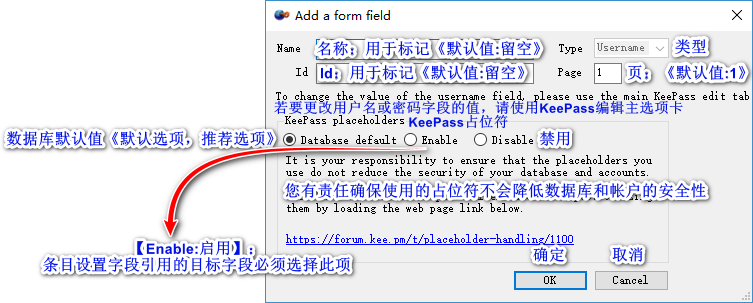 Add a form field
Name 名称；用于标记《默认值:留空》 Type Username 类型
Id Id；用于标记《默认值:留空》 Page 1 页；《默认值:1》
To change the value of the username field, please use the main KeePass edit tab
若要更改用户名或密码字段的值，请使用KeePass编辑主选项卡
KeePass placeholders KeePass占位符
数据库默认值《默认选项，推荐选项》 Database default Enable Disable 禁用
It is your responsibility to ensure that the placeholders you
use do not reduce the security of your database and accounts.
您有责任确保使用的占位符不会降低数据库和帐户的安全性
them by loading the web page link below.
https://forum.kee.pm/t/placeholder-handling/1100
【Enable:启用】：
条目设置字段引用的目标字段必须选择此项
确定 取消
OK Cancel